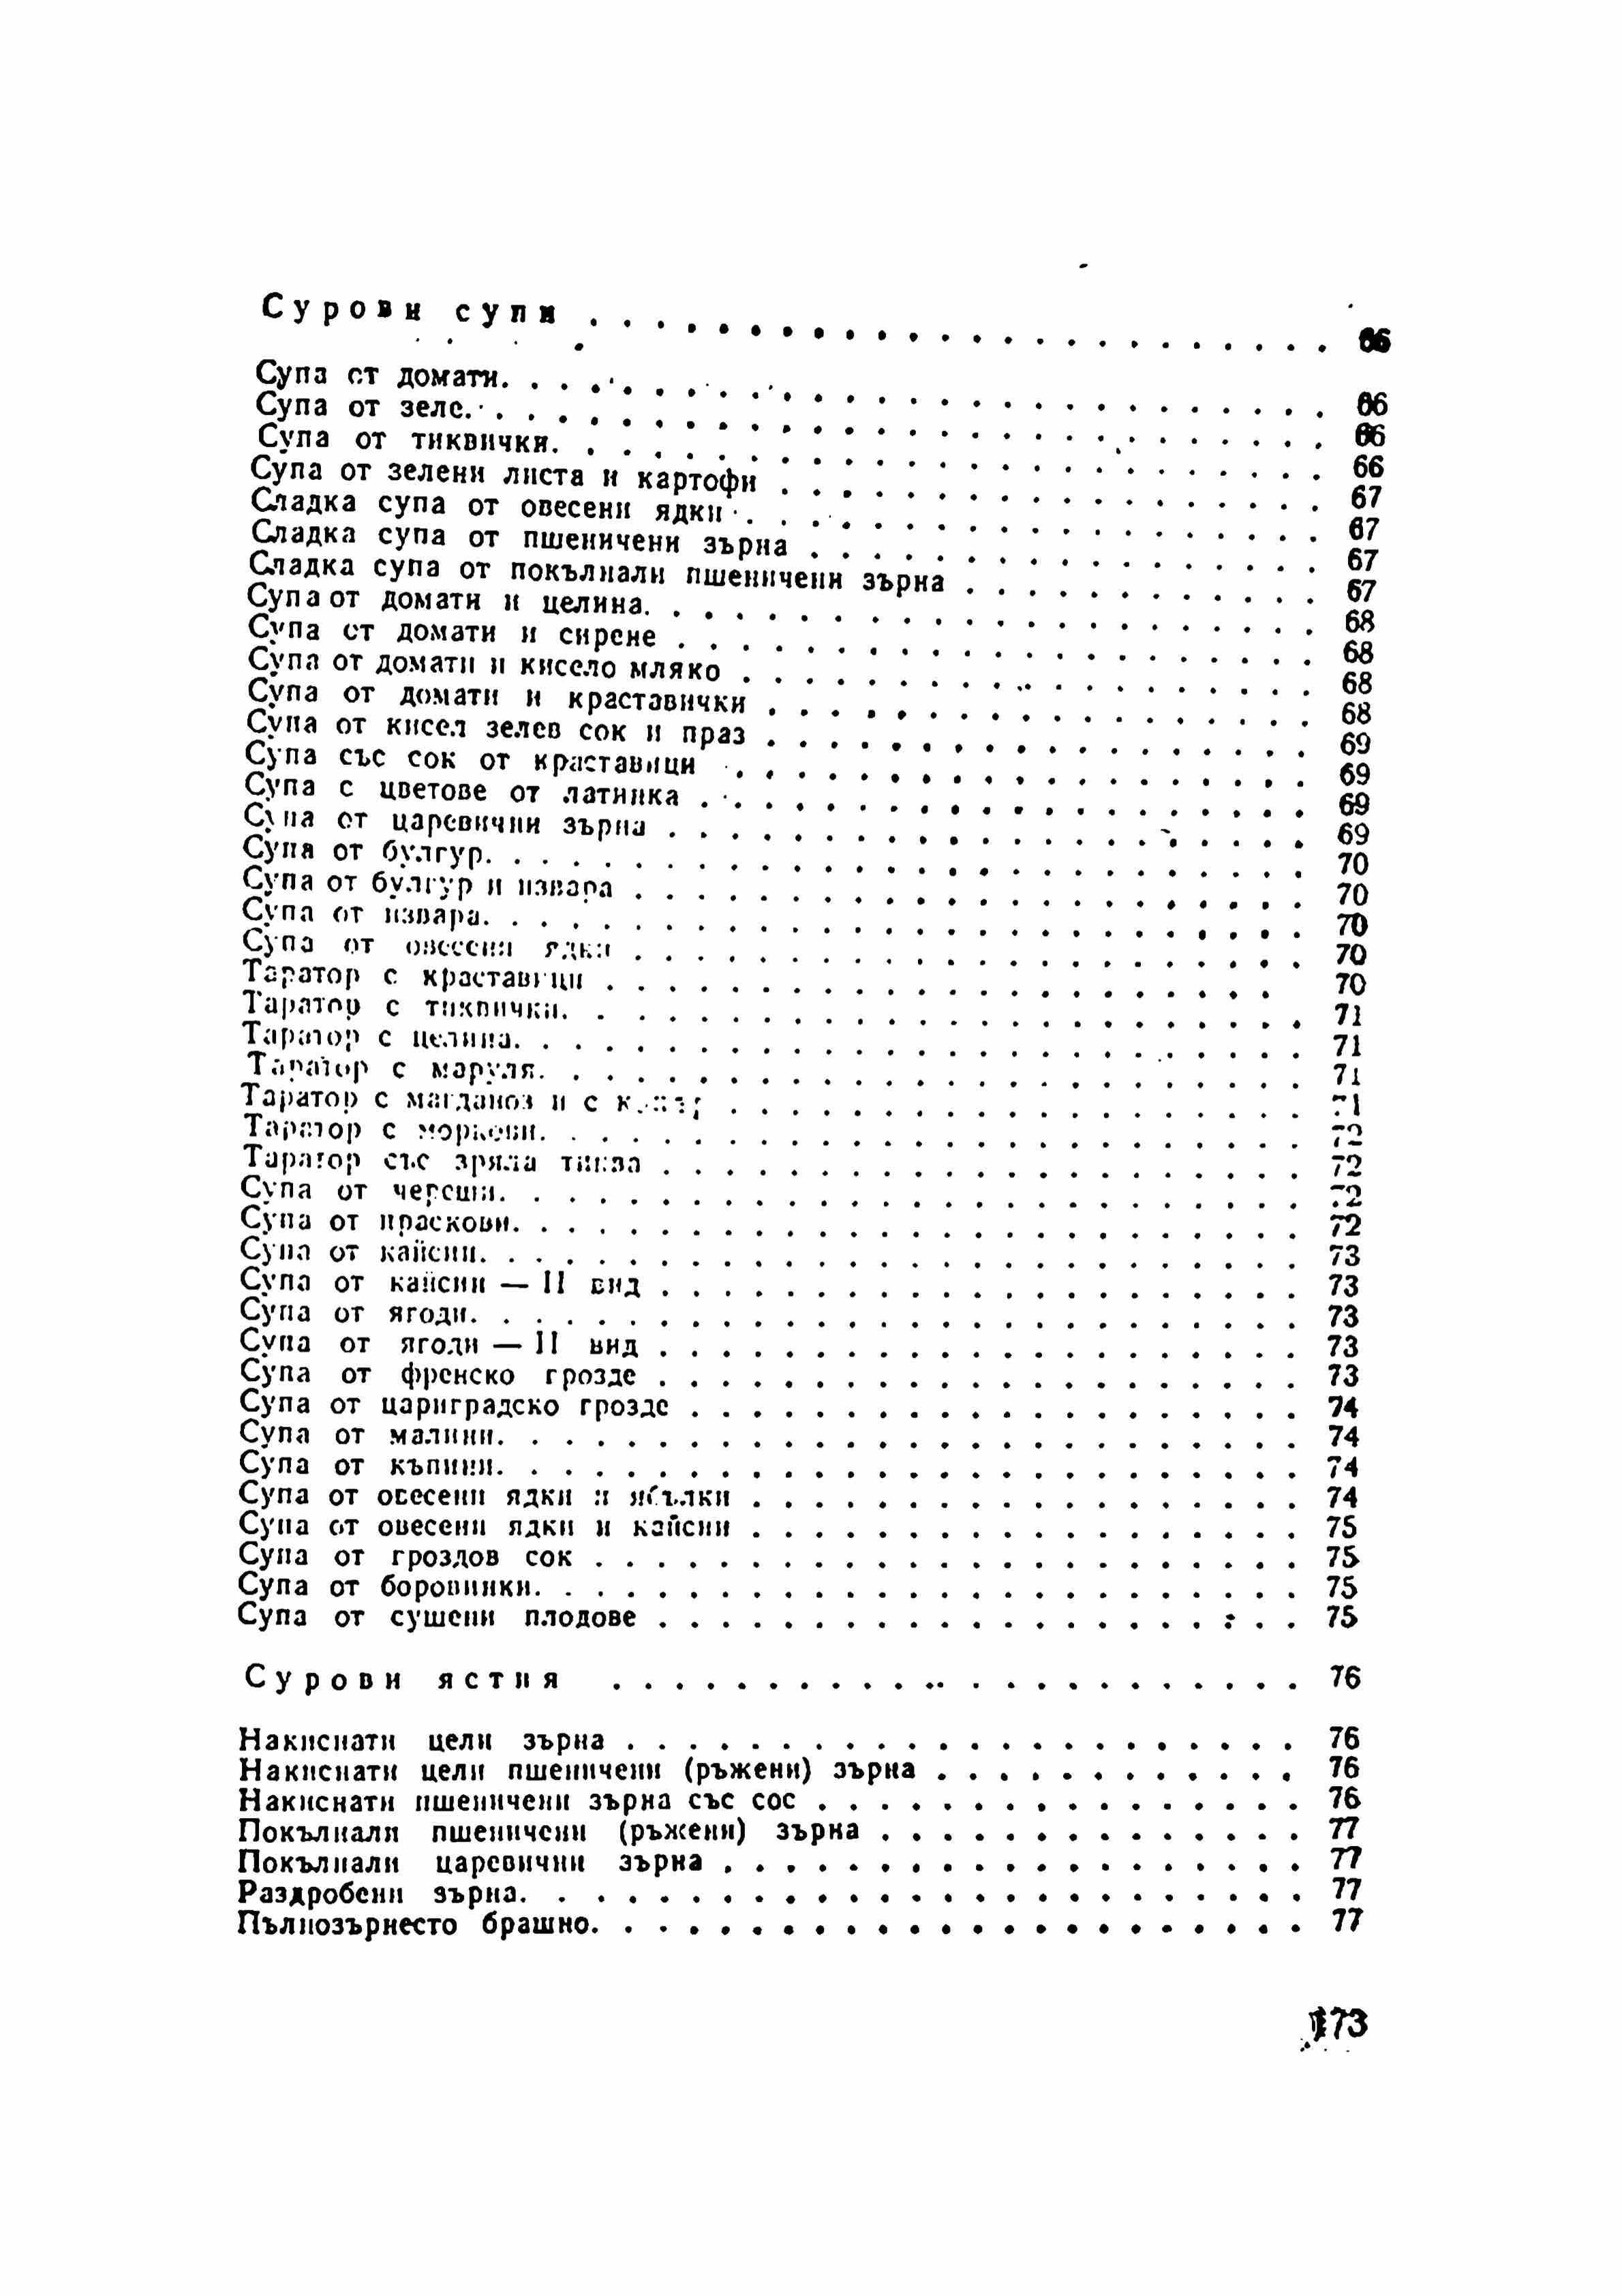 Сурови супи . . . . . . . . . . . . . . . . . . . . . . . . 66
Супа от домати. . . . . . . . . . . . . . . . . . . . . . . . . . 66
Супа от зеле. . . . . . . . . . . . . . . . . . . . . . . . . . . 66
Супа от тиквички. . . . . . . . . . . . . . . . . . . . . . . . . 66
Супа от зелени листа и картофи . . . . . . . . . . . . . . . . . . 67
Сладка супа от овесени ядки . . . . . . . . . . . . . . . . . . . 67
Сладка супа от пшеничени зърна . . . . . . . . . . . . . . . . . 67
Сладка супа от покълнали пшеничени зърна . . . . . . . . . . . . 67
Супа от домати и целина. . . . . . . . . . . . . . . . . . . . . . 68
Супа от домати и сирене . . . . . . . . . . . . . . . . . . . . . 68
Супа от домати и кисело мляко . . . . . . . . . . . . . . . . . . 68
Супа от домати и краставички . . . . . . . . . . . . . . . . . . 68
Супа от кисел зелев сок и праз . . . . . . . . . . . . . . . . . . 69
Супа със сок от краставици . . . . . . . . . . . . . . . . . . . 69
Супа с цветове от латинка . . . . . . . . . . . . . . . . . . . . 69
Супа от царевични зърна . . . . . . . . . . . . . . . . . . . . . 69
Супа от булгур. . . . . . . . . . . . . . . . . . . . . . . . . . 70
Супа от булгур и извара . . . . . . . . . . . . . . . . . . . . . 70
Супа от извара. . . . . . . . . . . . . . . . . . . . . . . . . . 70
Супа от овесени ядки . . . . . . . . . . . . . . . . . . . . . . 70
Таратор с краставици . . . . . . . . . . . . . . . . . . . . . . 70
Таратор с тиквички. . . . . . . . . . . . . . . . . . . . . . . . 71
Таратор с целина. . . . . . . . . . . . . . . . . . . . . . . . . 71
Таратор с маруля. . . . . . . . . . . . . . . . . . . . . . . . . 71
Таратор с магданоз и с . . . . . . . . . . . . . . . . . . . 71
Таратор с моркови. . . . . . . . . . . . . . . . . . . . . . . . 72
Таратор със зряла тиква . . . . . . . . . . . . . . . . . . . . . 72
Супа от череши. . . . . . . . . . . . . . . . . . . . . . . . . . 72
Супа от праскови. . . . . . . . . . . . . . . . . . . . . . . . . 72
Супа от кайсии. . . . . . . . . . . . . . . . . . . . . . . . . . 73
Супа от кайсии — II вид . . . . . . . . . . . . . . . . . . . . . 73
Супа от ягоди. . . . . . . . . . . . . . . . . . . . . . . . . . . 73
Супа от ягоди — II вид . . . . . . . . . . . . . . . . . . . . . 73
Супа от френско грозде . . . . . . . . . . . . . . . . . . . . . 73
Супа от цариградско грозде . . . . . . . . . . . . . . . . . . . . 74
Супа от малини. . . . . . . . . . . . . . . . . . . . . . . . . . 74
Супа от къпини. . . . . . . . . . . . . . . . . . . . . . . . . . 74
Супа от овесени ядки и ябълки . . . . . . . . . . . . . . . . . . 74
Супа от овесени ядки и кайсии . . . . . . . . . . . . . . . . . . 75
Супа от гроздов сок . . . . . . . . . . . . . . . . . . . . . . . 75
Супа от боровинки. . . . . . . . . . . . . . . . . . . . . . . . . 75
Супа от сушени плодове . . . . . . . . . . . . . . . . . . . . . 75
Сурови ястия . . . . . . . . . . . . . . . . . . . . . . 76
Накиснати цели зърна . . . . . . . . . . . . . . . . . . . . . . 76
Накиснати цели пшеничени (ръжени) зърна . . . . . . . . . . . . 76
Накиснати пшеничени зърна със сос . . . . . . . . . . . . . . . . 76
Покълнали пшеничени (ръжени) зърна . . . . . . . . . . . . . . 77
Покълнали царевични зърна . . . . . . . . . . . . . . . . . . . 77
Раздробени зърна. . . . . . . . . . . . . . . . . . . . . . . . . 77
Пълнозърнесто брашно. . . . . . . . . . . . . . . . . . . . . . . 77
173